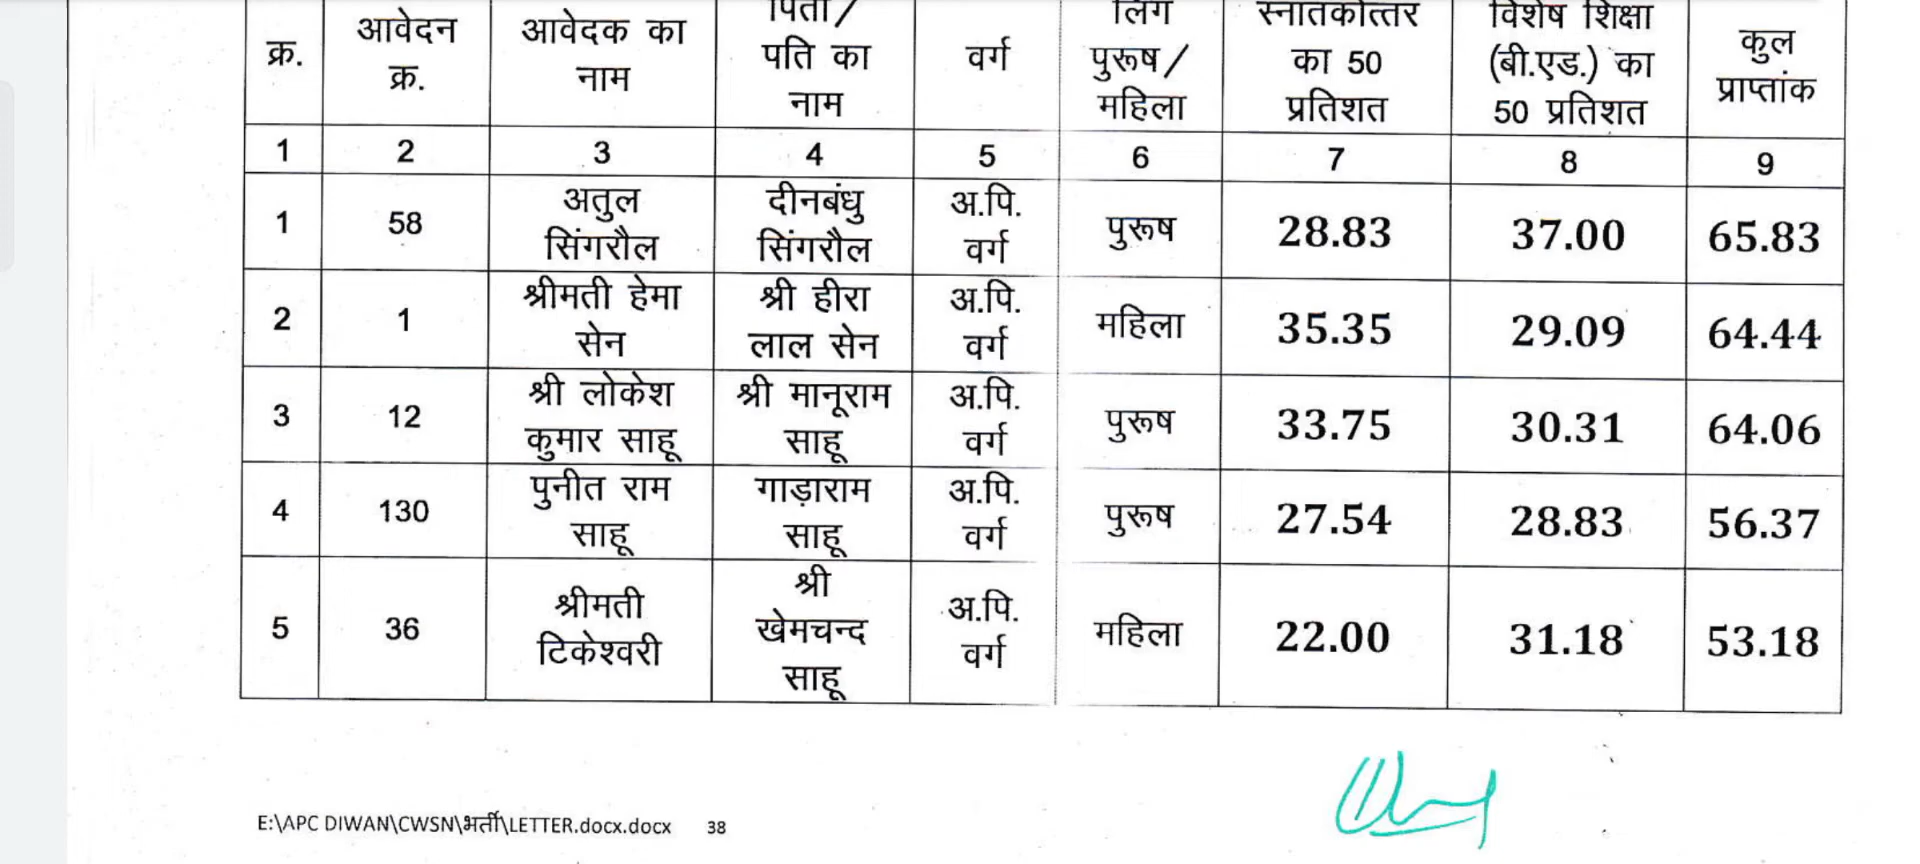 क्र. आवेदन क्र. आवेदक का नाम पिता/ पति का नाम वर्ग लिंग पुरूष/ महिला स्नातकोत्तर का 50 प्रतिशत विशेष शिक्षा (बी.एड.) का 50 प्रतिशत कुल प्राप्तांक
1 2 3 4 5 6 7 8 9
1 58 अतुल सिंगरौल दीनबंधु सिंगरौल अ.पि. वर्ग पुरूष 28.83 37.00 65.83
2 1 श्रीमती हेमा सेन श्री हीरा लाल सेन अ.पि. वर्ग महिला 35.35 29.09 64.44
3 12 श्री लोकेश कुमार साहू श्री मानूराम साहू अ.पि. वर्ग पुरूष 33.75 30.31 64.06
4 130 पुनीत राम साहू गाड़ाराम साहू अ.पि. वर्ग पुरूष 27.54 28.83 56.37
5 36 श्रीमती टिकेश्वरी श्री खेमचन्द साहू अ.पि. वर्ग महिला 22.00 31.18 53.18
E:\APC DIWAN\CWSN\भर्ती\LETTER.docx.docx 38